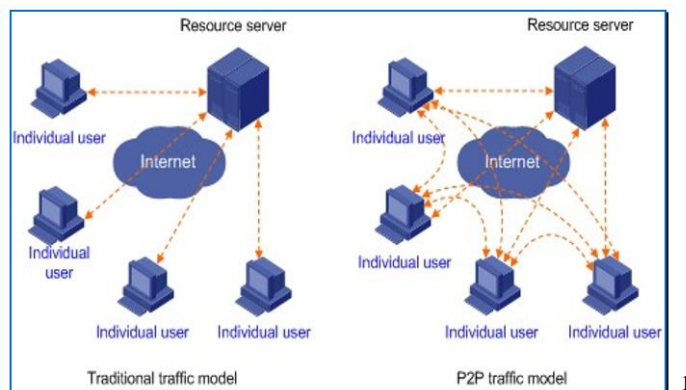 Resource server
Individual user
Internet
Individual
user
Individual user
Individual user
Traditional traffic model
Resource server
Individual user
Internet
Individual user
Individual user
Individual user
P2P traffic model
1